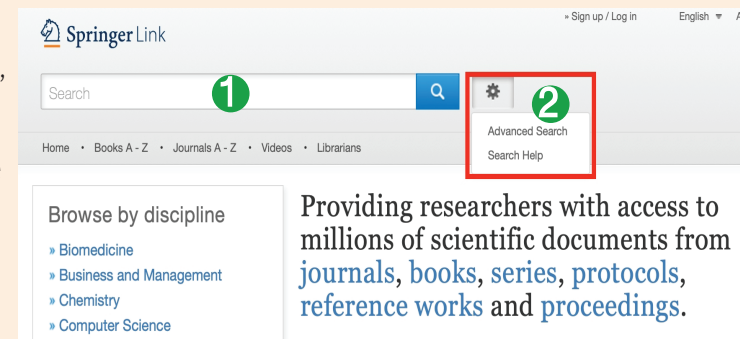 » Sign up / Log in English
Springer Link
Search
1
2
Advanced Search
Search Help
Home • Books A - Z • Journals A - Z • Videos • Librarians
Browse by discipline
» Biomedicine
» Business and Management
» Chemistry
» Computer Science
Providing researchers with access to
millions of scientific documents from
journals, books, series, protocols,
reference works and proceedings.